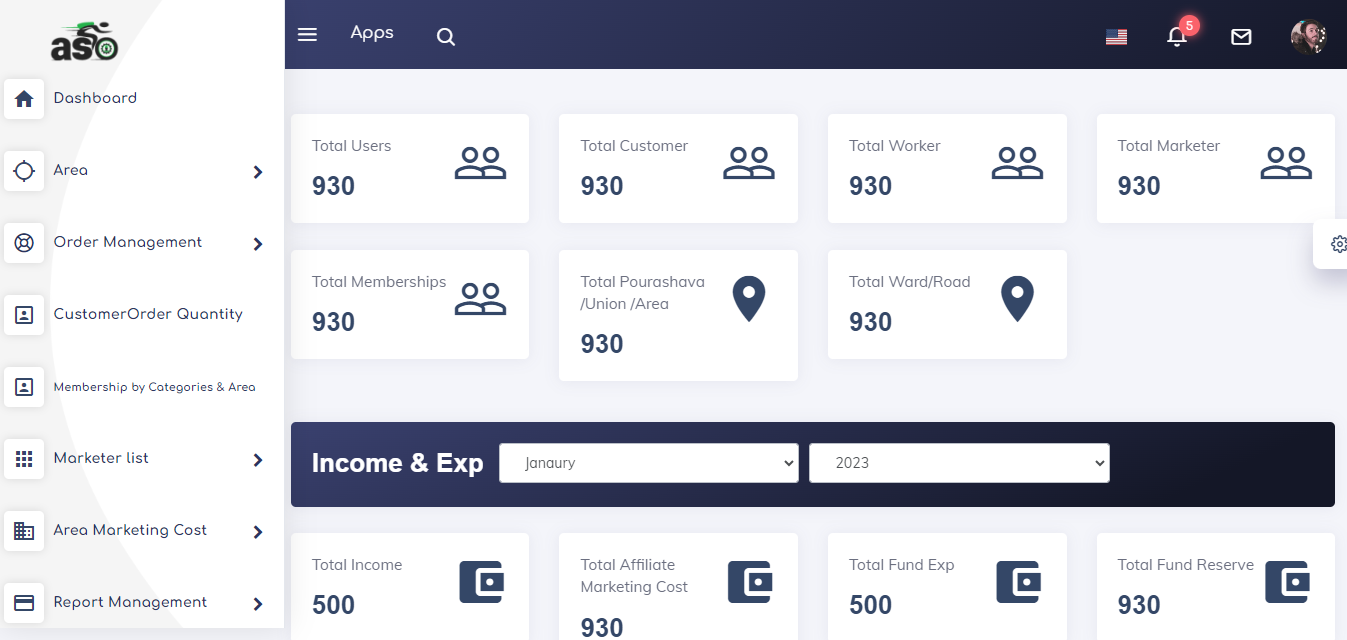 aso
Apps
5
Dashboard
Area
Order Management
CustomerOrder Quantity
Membership by Categories & Area
Marketer list
Area Marketing Cost
Report Management
Total Users
930
Total Customer
930
Total Worker
930
Total Marketer
930
Total Memberships
930
Total Pourashava
/Union /Area
930
Total Ward/Road
930
Income & Exp
Janaury
2023
Total Income
500
Total Affiliate
Marketing Cost
930
Total Fund Exp
500
Total Fund Reserve
930